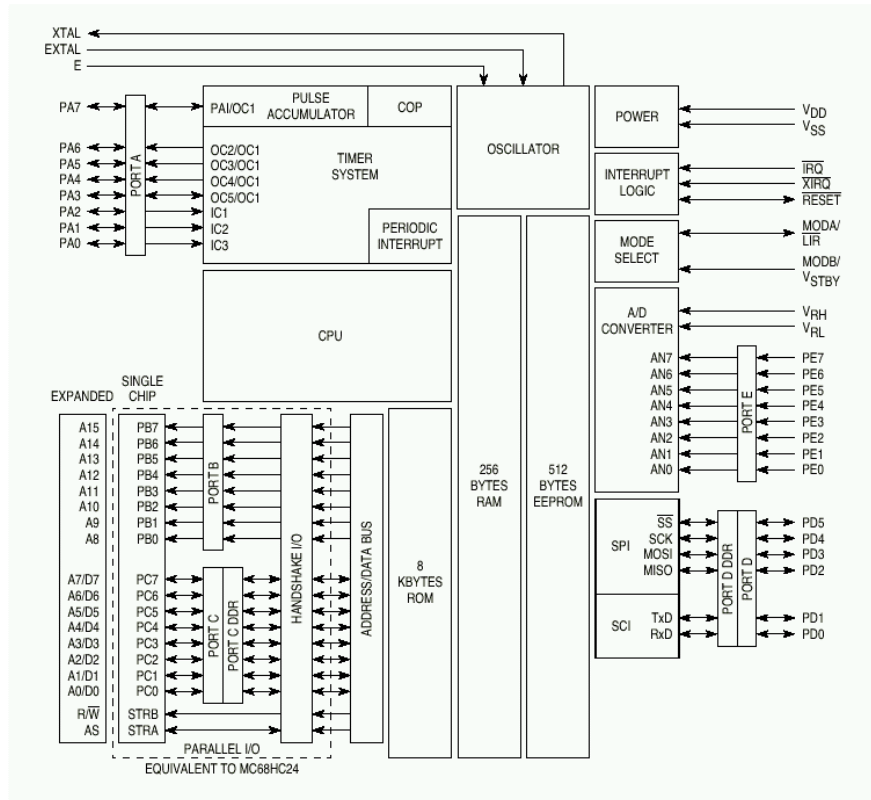 XTAL
EXTAL
E
PA7
PA6
PA5
PA4
PA3
PA2
PA1
PA0
PORT A
PAI/OC1
PULSE
ACCUMULATOR
COP
OC2/OC1
OC3/OC1
OC4/OC1
OC5/OC1
IC1
IC2
IC3
TIMER
SYSTEM
PERIODIC
INTERRUPT
OSCILLATOR
POWER
VDD
VSS
INTERRUPT
LOGIC
IRQ
XIRQ
RESET
MODE
SELECT
MODA/
LIR
MODB/
VSTBY
CPU
A/D
CONVERTER
VRH
VRL
AN7
AN6
AN5
AN4
AN3
AN2
AN1
AN0
PORT E
PE7
PE6
PE5
PE4
PE3
PE2
PE1
PE0
EXPANDED
SINGLE
CHIP
A15
A14
A13
A12
A11
A10
A9
A8
PB7
PB6
PB5
PB4
PB3
PB2
PB1
PB0
PORT B
A7/D7
A6/D6
A5/D5
A4/D4
A3/D3
A2/D2
A1/D1
A0/D0
PC7
PC6
PC5
PC4
PC3
PC2
PC1
PC0
PORT C
PORT C DDR
R/W
AS
STRB
STRA
HANDSHAKE I/O
ADDRESS/DATA BUS
PARALLEL I/O
EQUIVALENT TO MC68HC24
8
KBYTES
ROM
256
BYTES
RAM
512
BYTES
EEPROM
SPI
SS
SCK
MOSI
MISO
SCI
TxD
RxD
PORT D DDR
PORT D
PD5
PD4
PD3
PD2
PD1
PD0